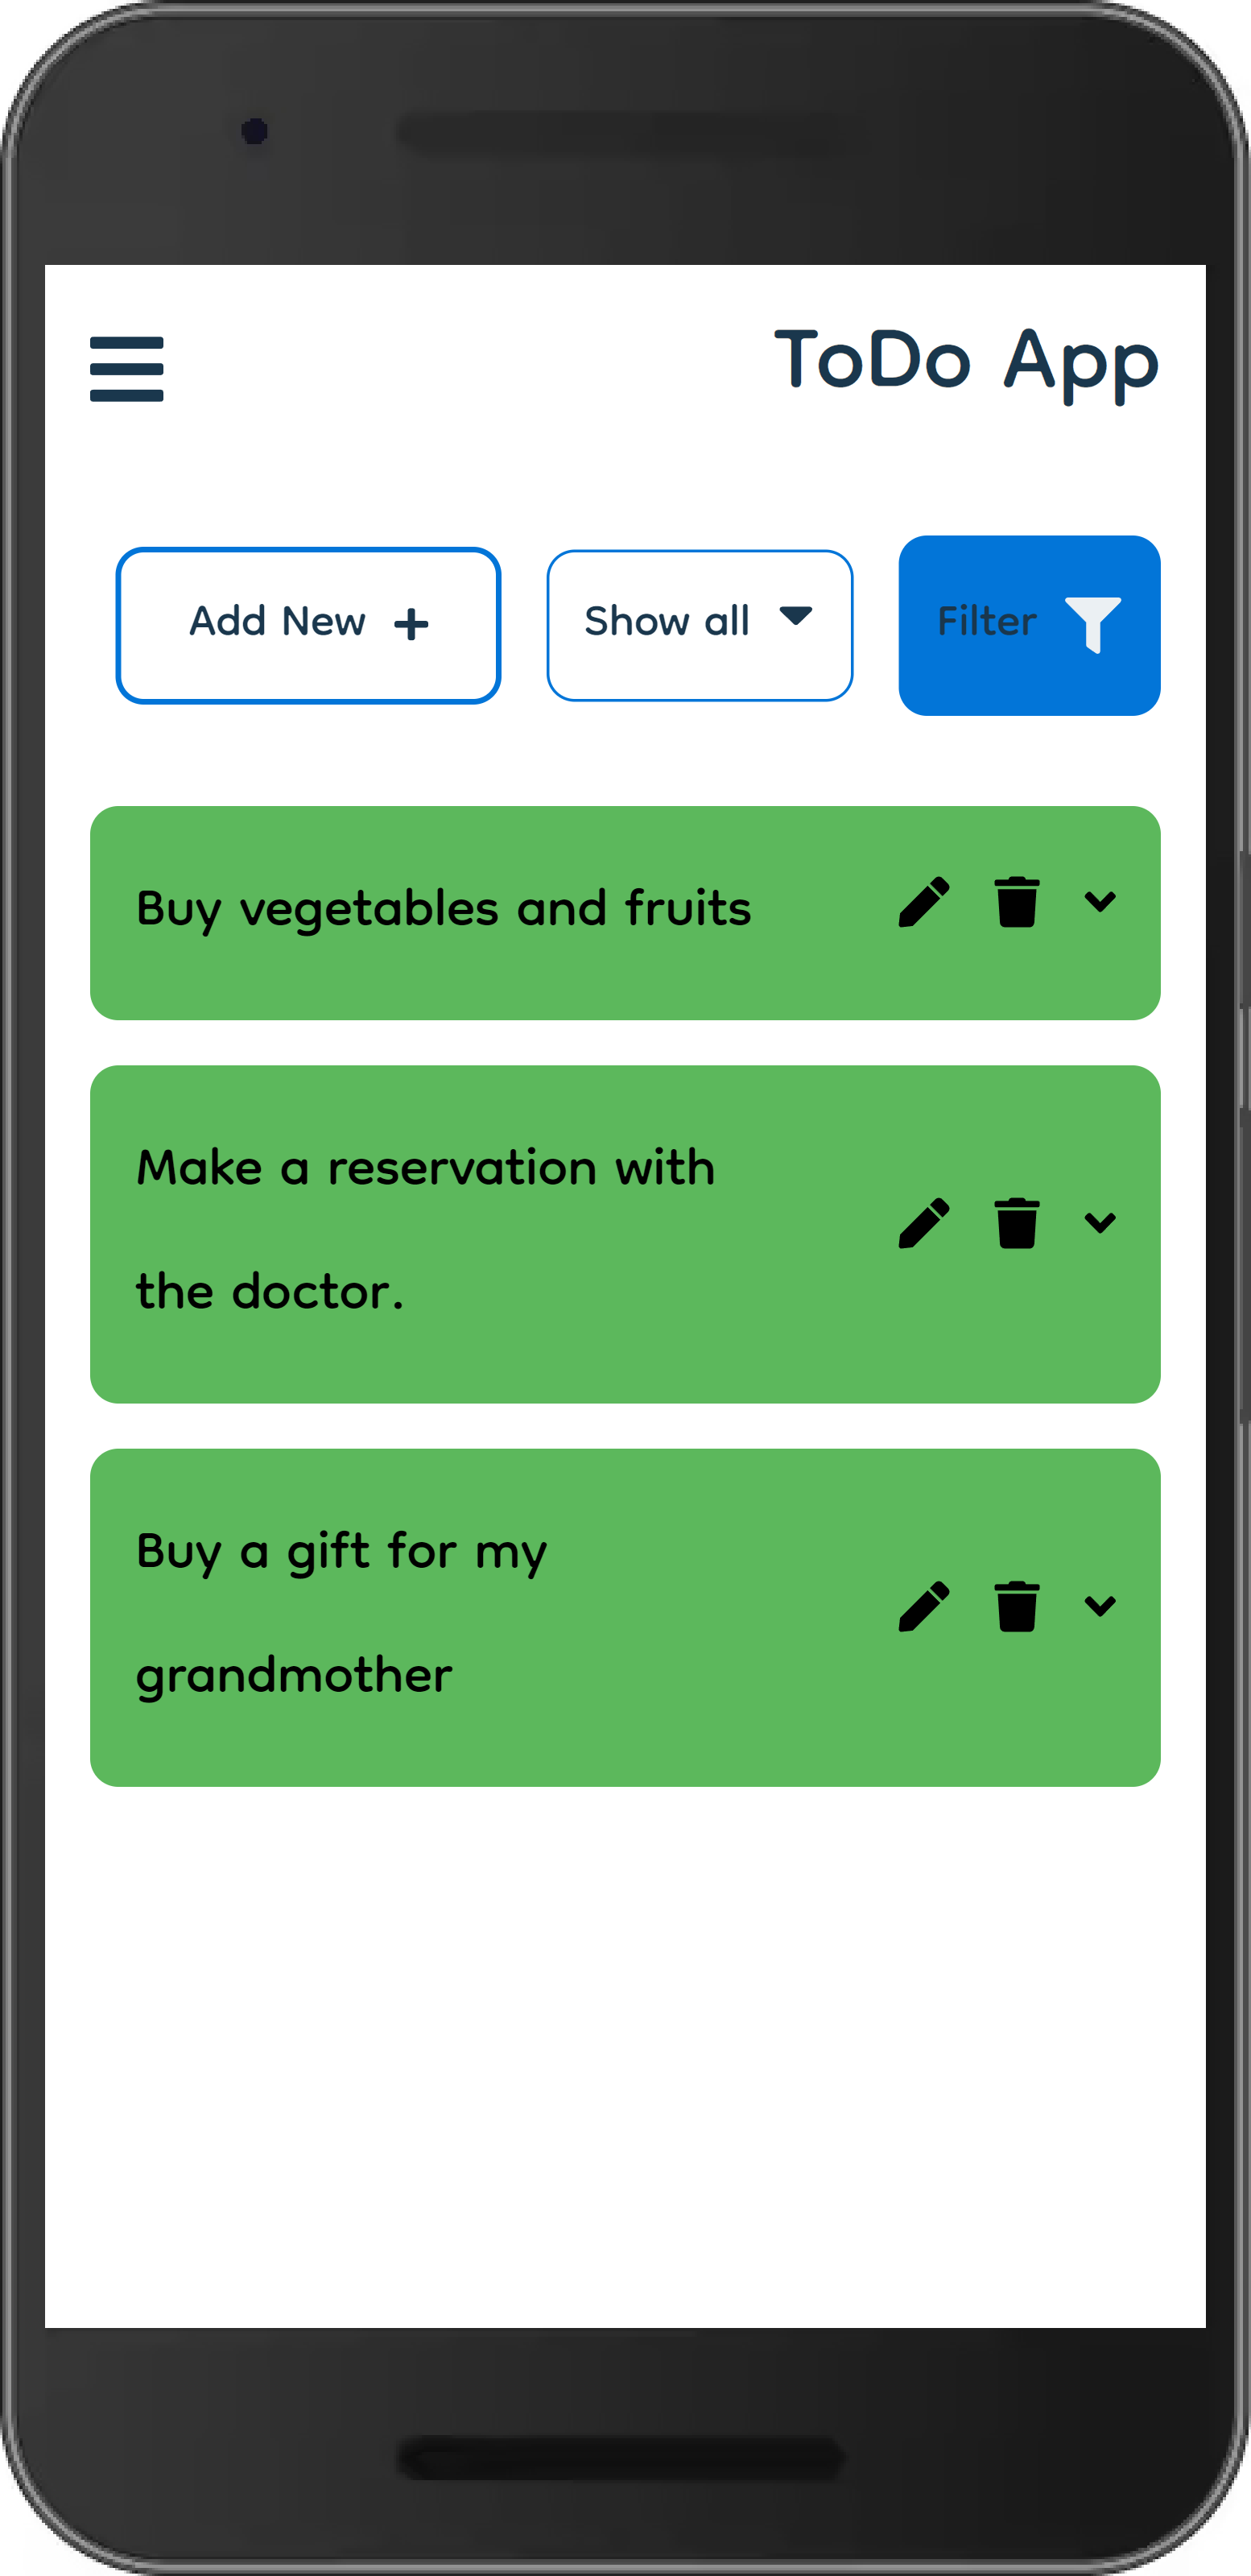 ToDo App
Add New
Show all
Filter
Buy vegetables and fruits
Make a reservation with
the doctor.
Buy a gift for my
grandmother